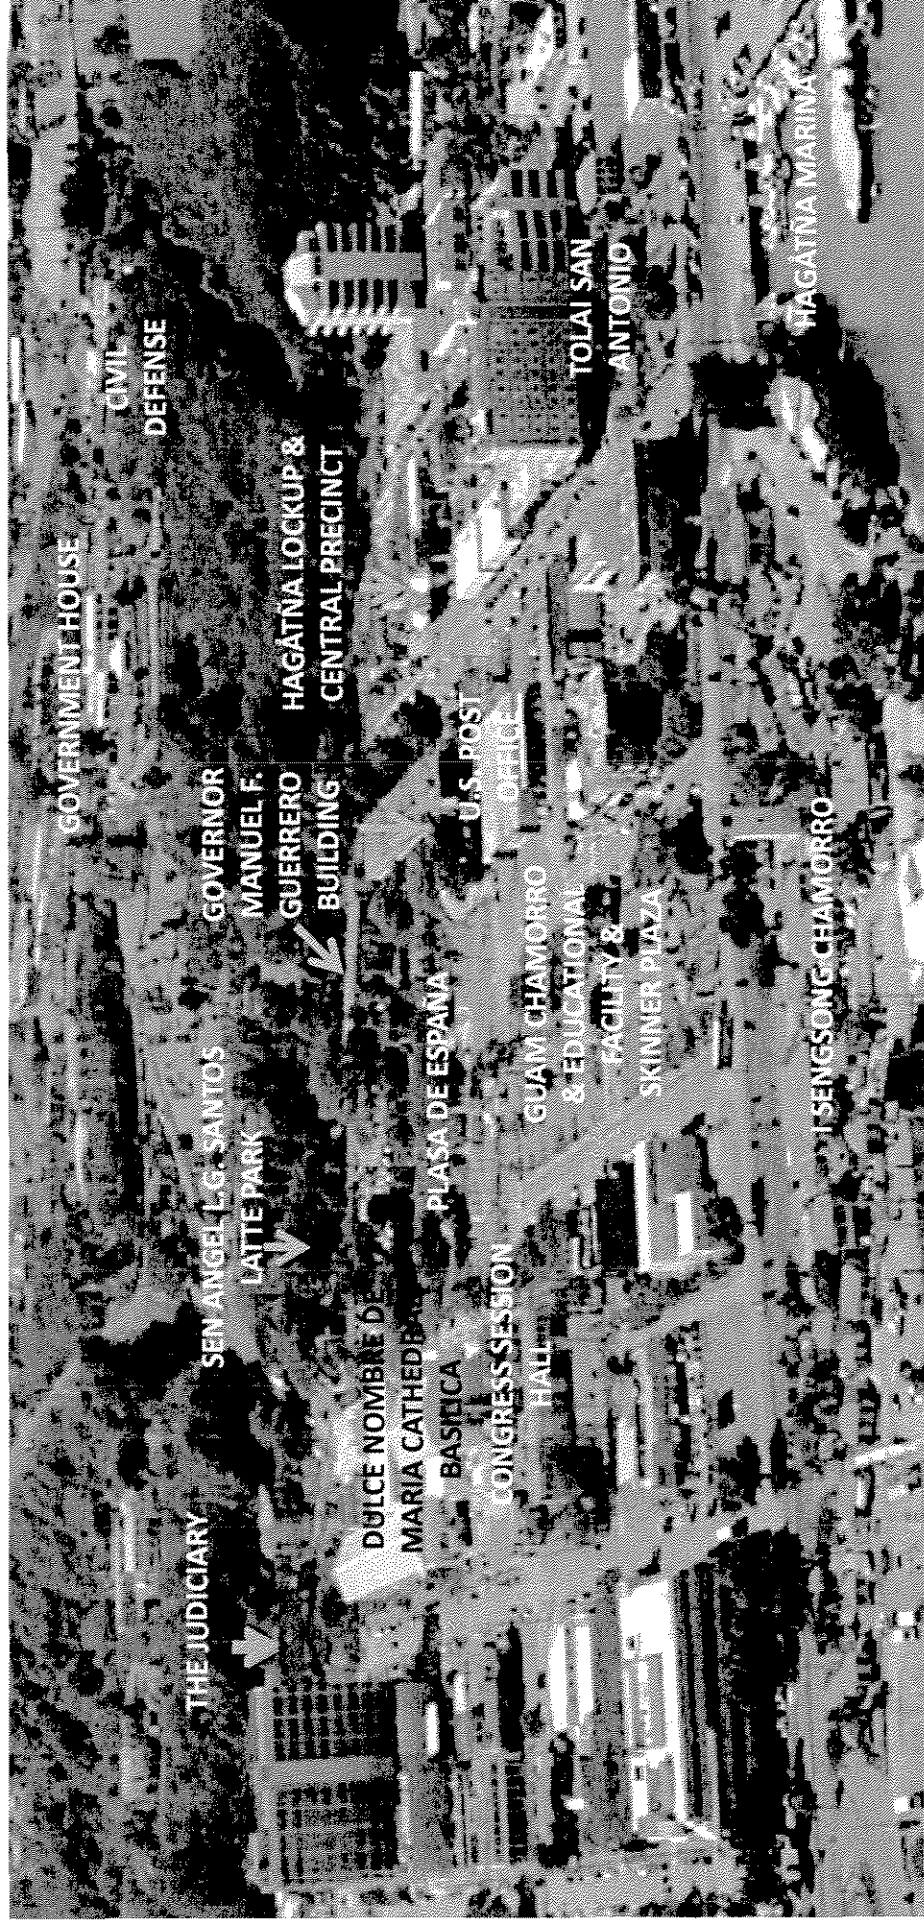 GOVERNMENT HOUSE
CIVIL
DEFENSE
THE JUDICIARY
SEN ANGEL L.G. SANTOS
LATTE PARK
GOVERNOR
MANUEL F.
GUERRERO
BUILDING
HAGÅTÑA LOCKUP &
CENTRAL PRECINCT
DULCE NOMBRE DE
MARIA CATHEDRAL
BASILICA
PLASA DE ESPAÑA
U.S. POST
OFFICE
CONGRESS SESSION
HALL
GUAM CHAMORRO
& EDUCATIONAL
FACILITY &
SKINNER PLAZA
TOLAI SAN
ANTONIO
I SENGSONG CHAMORRO
HAGÅTÑA MARINA